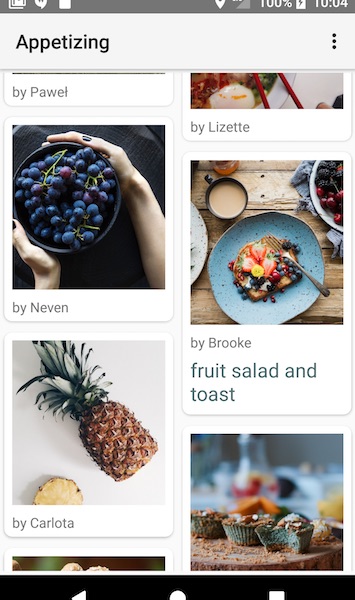 100% 10:04
Appetizing
by Paweł
by Lizette
by Neven
by Brooke
fruit salad and
toast
by Carlota